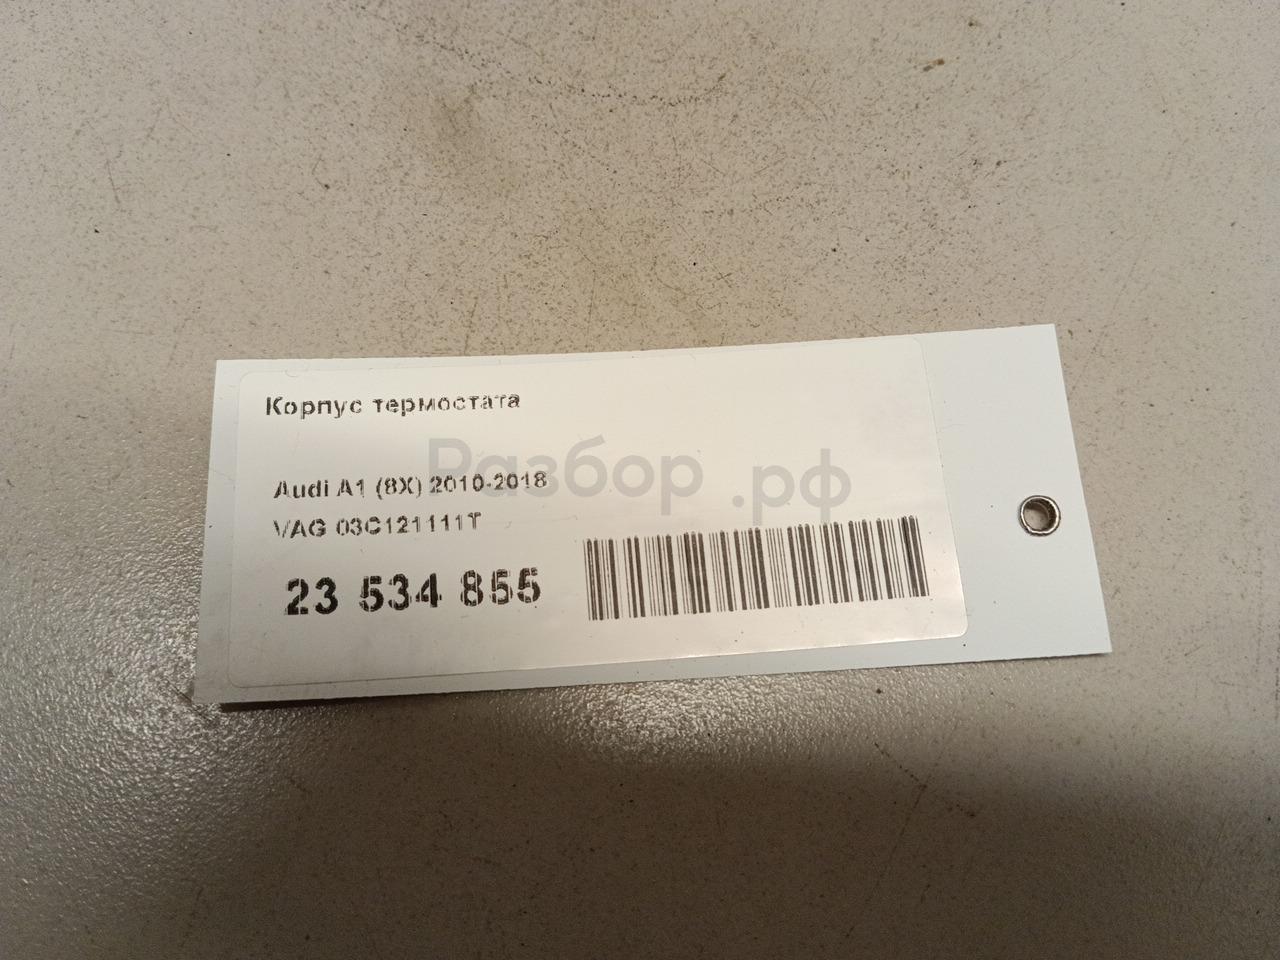 Корпус термостата
Audi A1 (8X) 2010-2018
VAG 03C121111T
23 534 855
Разбор.рф